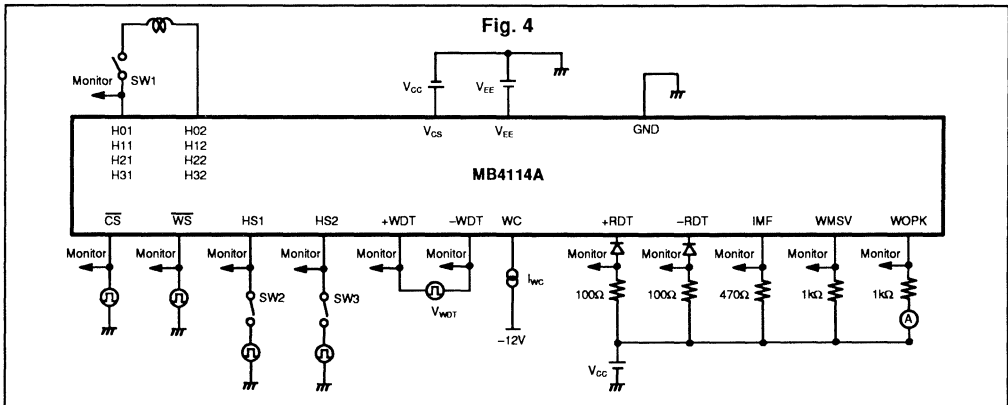 Fig. 4
Monitor
SW1
VCC
VEE
H01 H02 VCS VEE GND
H11 H12
H21 H22
H31 H32
MB4114A
CS WS HS1 HS2 +WDT −WDT WC +RDT −RDT IMF WMSV WOPK
Monitor Monitor Monitor Monitor Monitor Monitor Monitor Monitor Monitor Monitor Monitor
SW2 SW3 VWDT IWC 100Ω 100Ω 470Ω 1kΩ 1kΩ
A
−12V
VCC